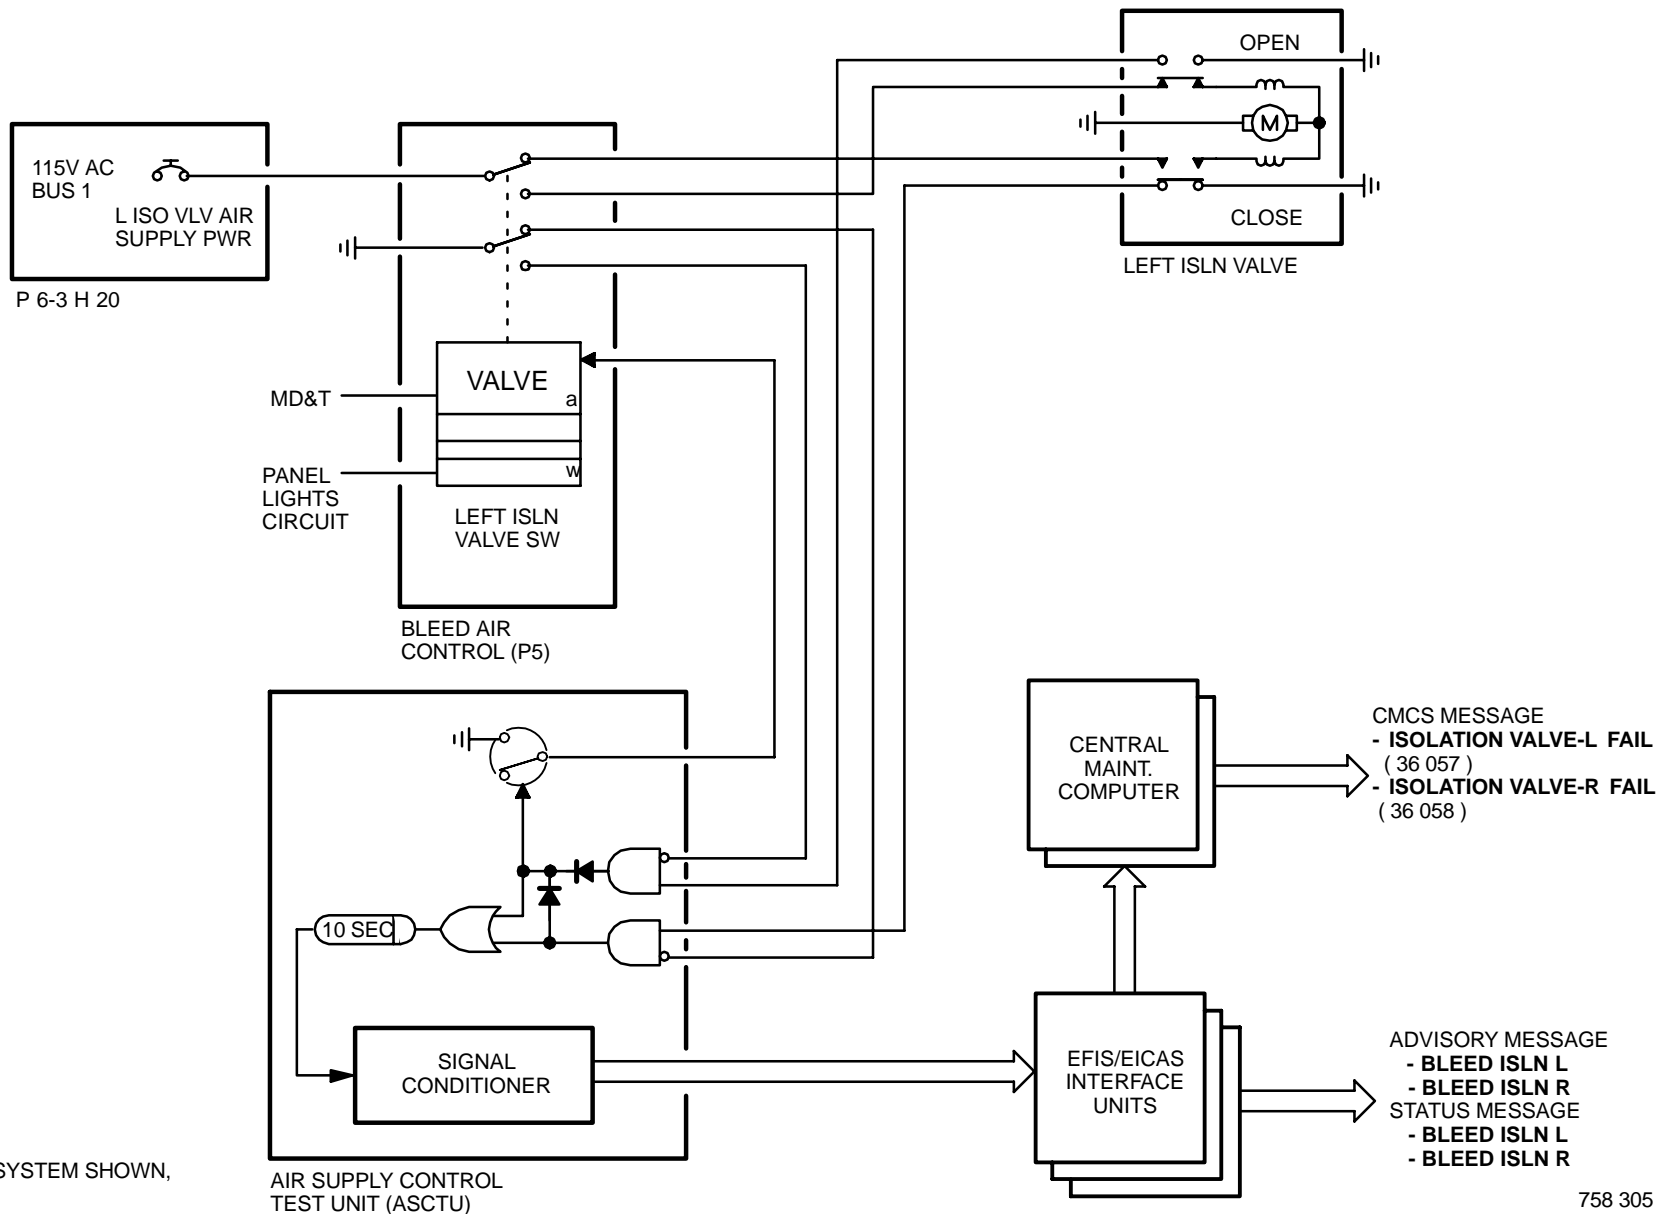 OPEN
115V AC
BUS 1
L ISO VLV AIR
SUPPLY PWR
P 6-3 H 20
M
CLOSE
LEFT ISLN VALVE
VALVE
a
MD&T
w
PANEL
LIGHTS
CIRCUIT
LEFT ISLN
VALVE SW
BLEED AIR
CONTROL (P5)
CENTRAL
MAINT.
COMPUTER
CMCS MESSAGE
- ISOLATION VALVE-L FAIL
( 36 057 )
- ISOLATION VALVE-R FAIL
( 36 058 )
10 SEC
SIGNAL
CONDITIONER
EFIS/EICAS
INTERFACE
UNITS
ADVISORY MESSAGE
- BLEED ISLN L
- BLEED ISLN R
STATUS MESSAGE
- BLEED ISLN L
- BLEED ISLN R
SYSTEM SHOWN,
AIR SUPPLY CONTROL
TEST UNIT (ASCTU)
758 305